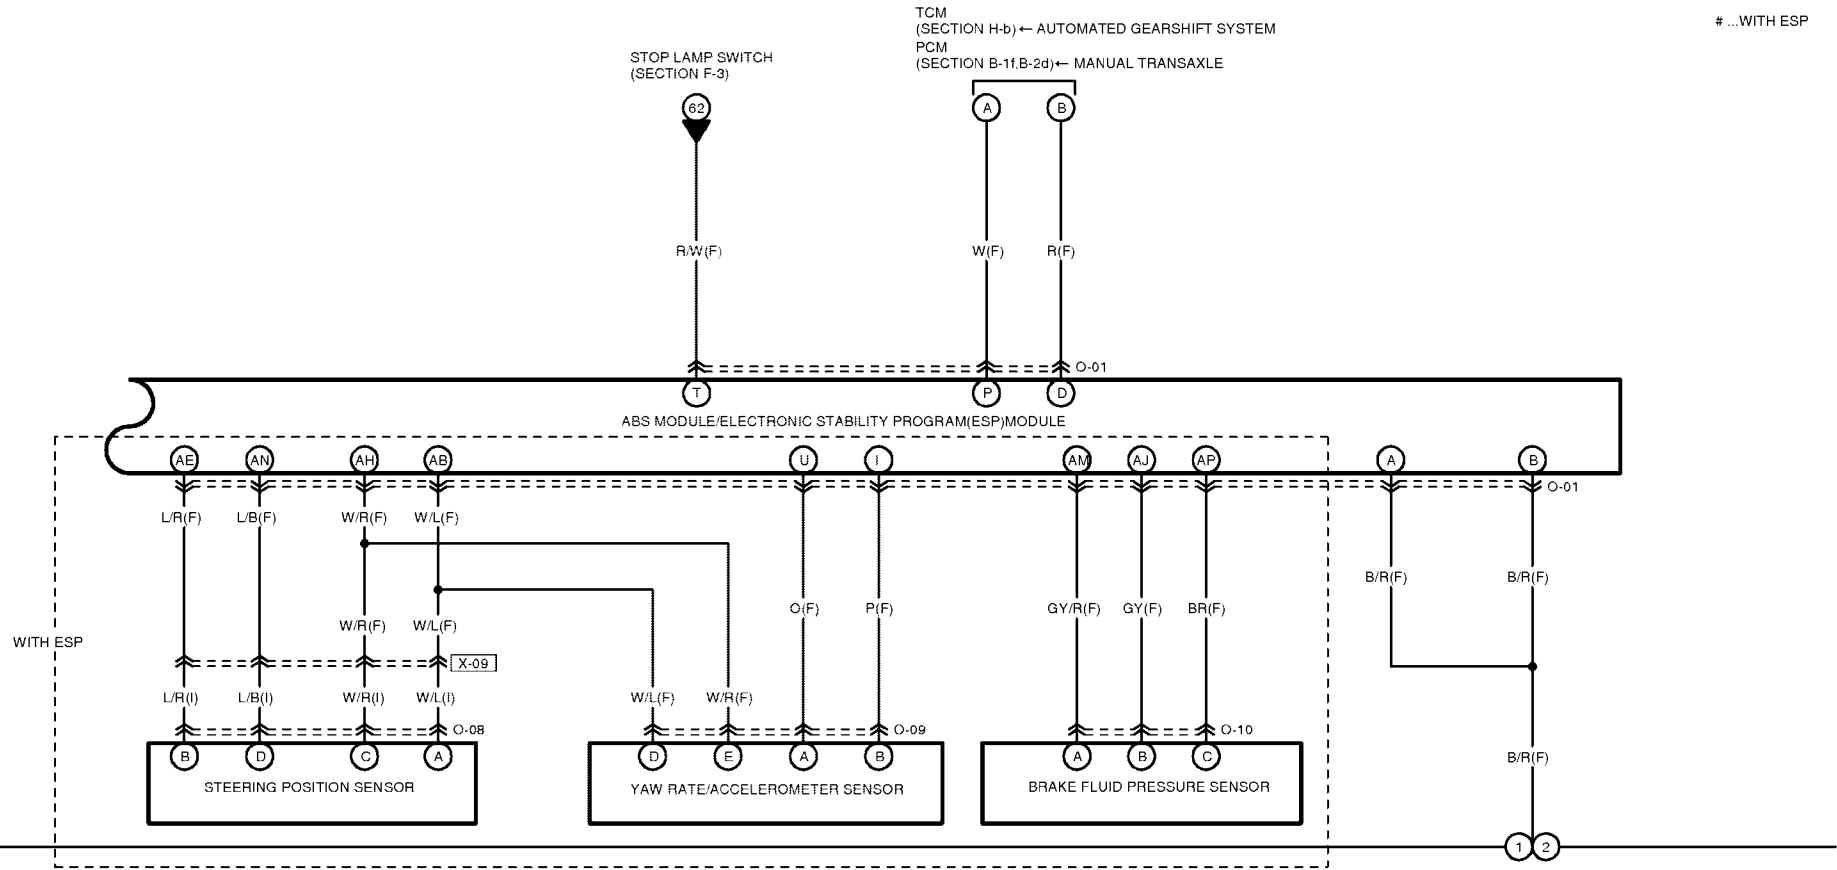 TCM
(SECTION H-b)← AUTOMATED GEARSHIFT SYSTEM
PCM
(SECTION B-1f,B-2d)← MANUAL TRANSAXLE
# ...WITH ESP
STOP LAMP SWITCH
(SECTION F-3)
62 A B
R/W(F) W(F) R(F)
O-01
T P D
ABS MODULE/ELECTRONIC STABILITY PROGRAM(ESP)MODULE
AE AN AH AB U I AM AJ AP A B
O-01
L/R(F) L/B(F) W/R(F) W/L(F)
B/R(F) B/R(F)
O(F) P(F) GY/R(F) GY(F) BR(F)
W/R(F) W/L(F)
WITH ESP
X-09
L/R(I) L/B(I) W/R(I) W/L(I) W/L(F) W/R(F)
O-08 O-09 O-10
B D C A D E A B A B C
B/R(F)
STEERING POSITION SENSOR
YAW RATE/ACCELEROMETER SENSOR
BRAKE FLUID PRESSURE SENSOR
1 2